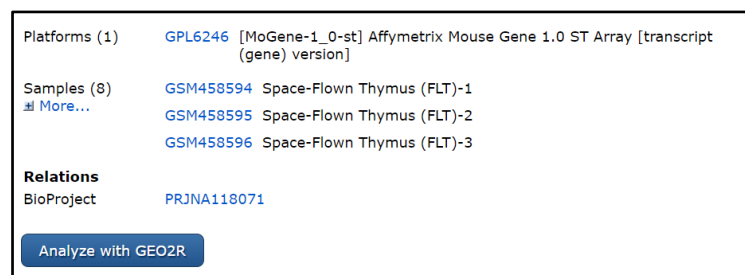 Platforms (1) GPL6246 [MoGene-1_0-st] Affymetrix Mouse Gene 1.0 ST Array [transcript
(gene) version]
Samples (8) GSM458594 Space-Flown Thymus (FLT)-1
More... GSM458595 Space-Flown Thymus (FLT)-2
GSM458596 Space-Flown Thymus (FLT)-3
Relations
BioProject PRJNA118071
Analyze with GEO2R